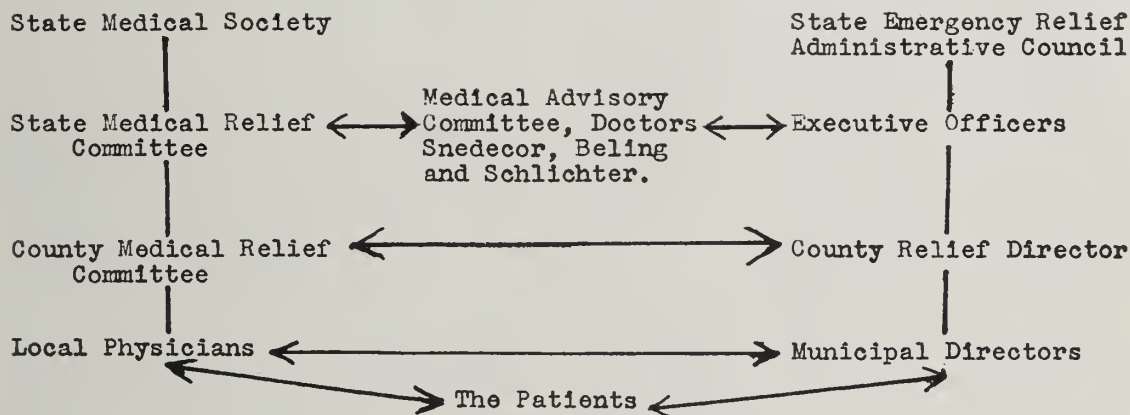 State Medical Society
State Emergency Relief
Administrative Council
State Medical Relief
Committee
Medical Advisory
Committee, Doctors
Snedecor, Beling
and Schlichter.
Executive Officers
County Medical Relief
Committee
County Relief Director
Local Physicians
Municipal Directors
The Patients